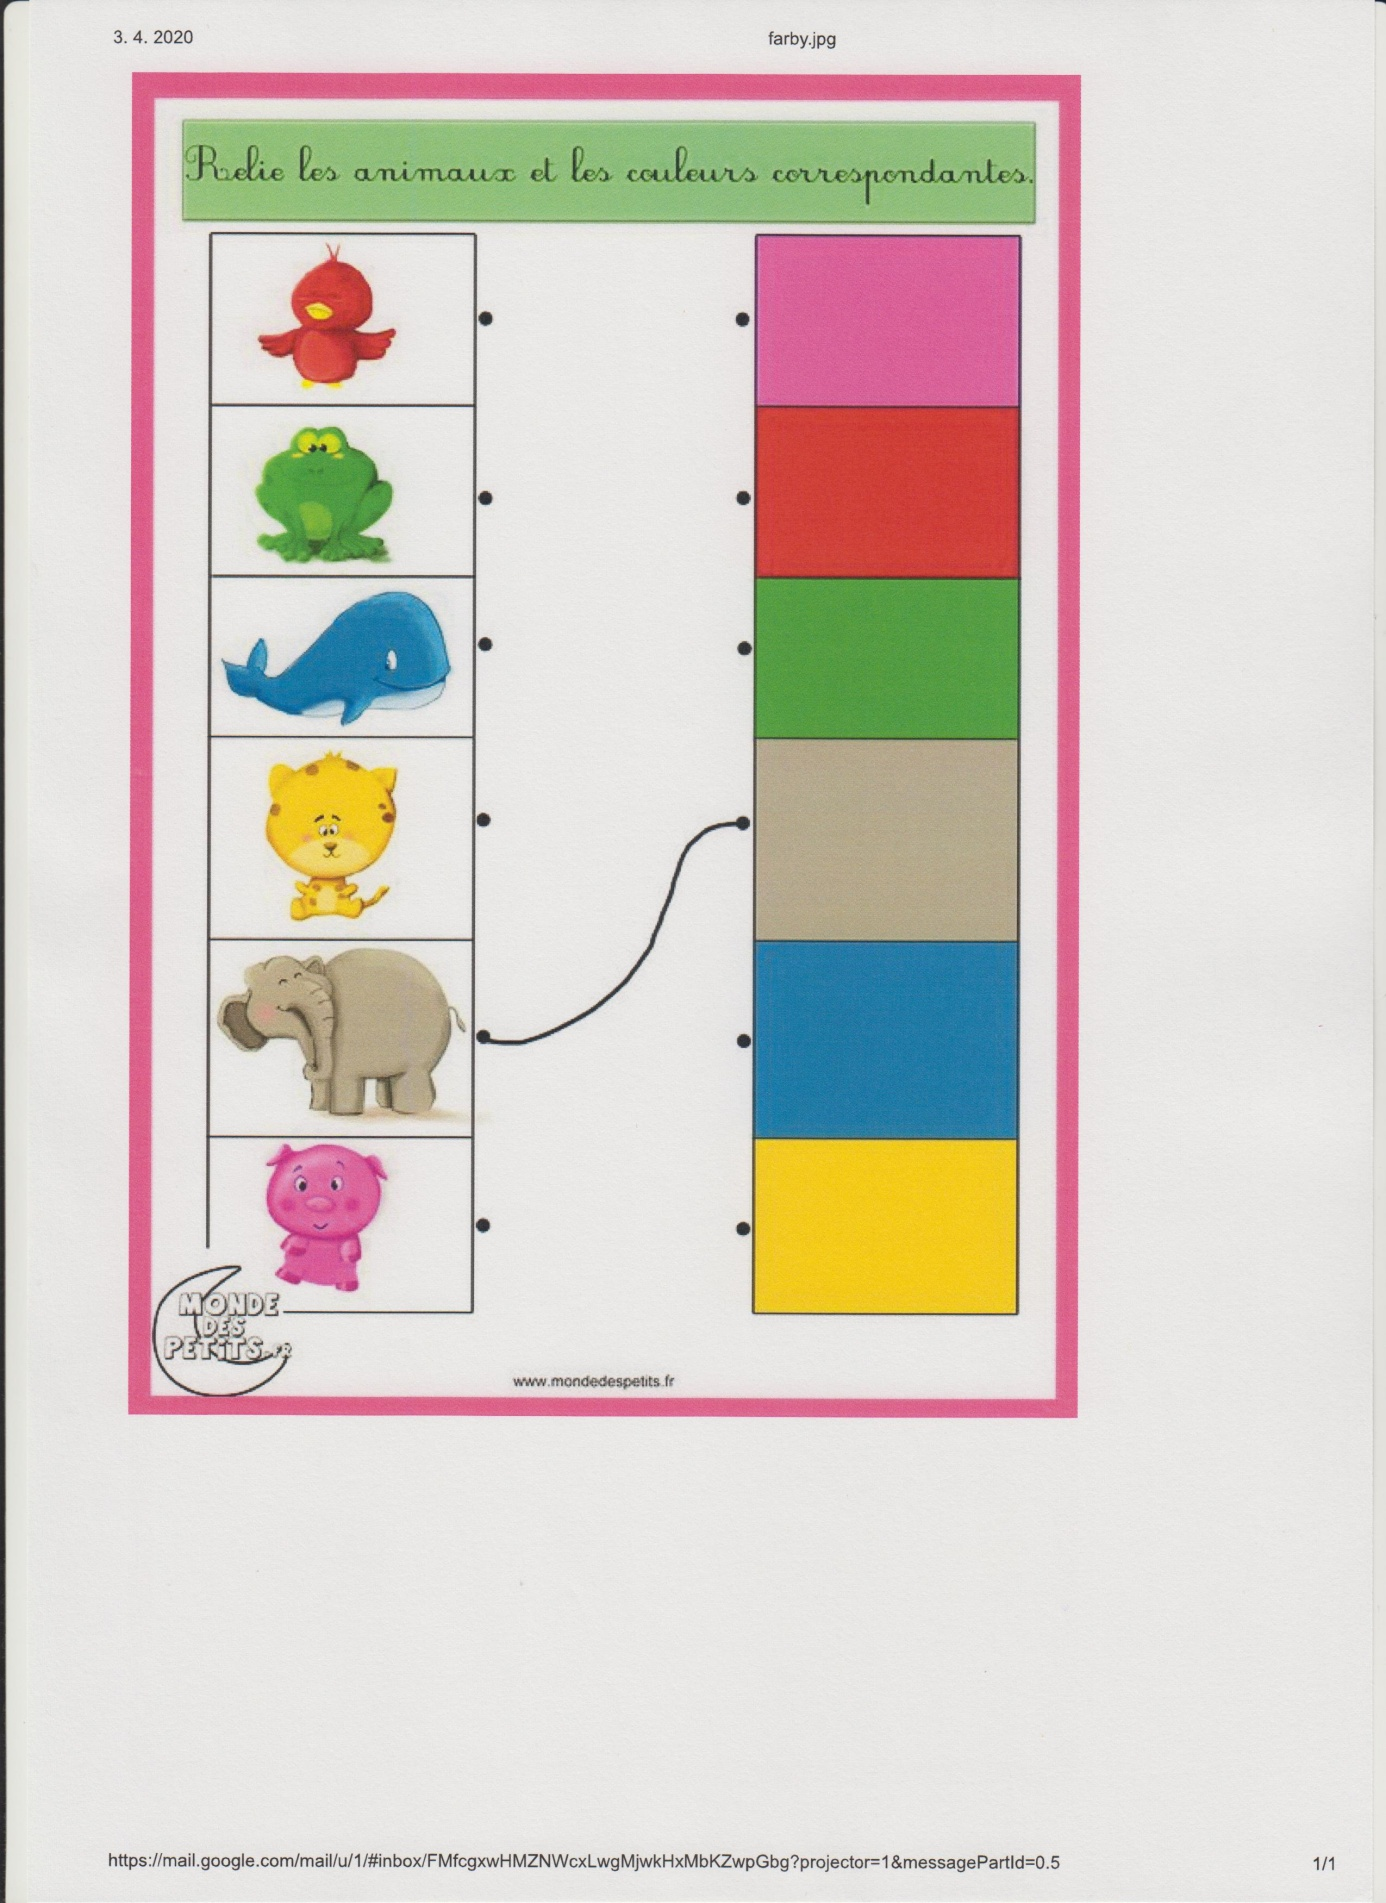 3. 4. 2020
farby.jpg
Relie les animaux et les couleurs correspondantes.
MONDE
DES
PETITS.FR
www.mondedespetits.fr
https://mail.google.com/mail/u/1/#inbox/FMfcgxwHMZNWcxLwgMjwkHxMbKZwpGbg?projector=1&messagePartId=0.5
1/1